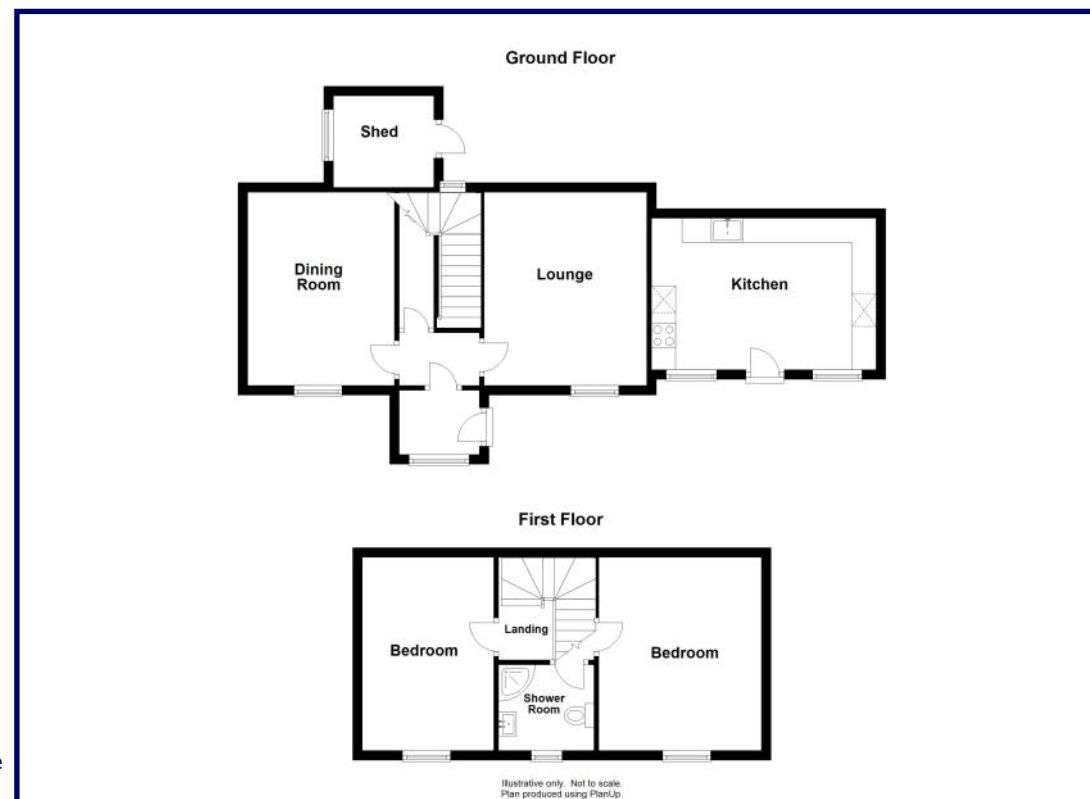 Ground Floor
Shed
Dining
Room
Lounge
Kitchen
First Floor
Bedroom
Landing
Bedroom
Shower
Room
Illustrative only. Not to scale.
Plan produced using PlanUp.
e